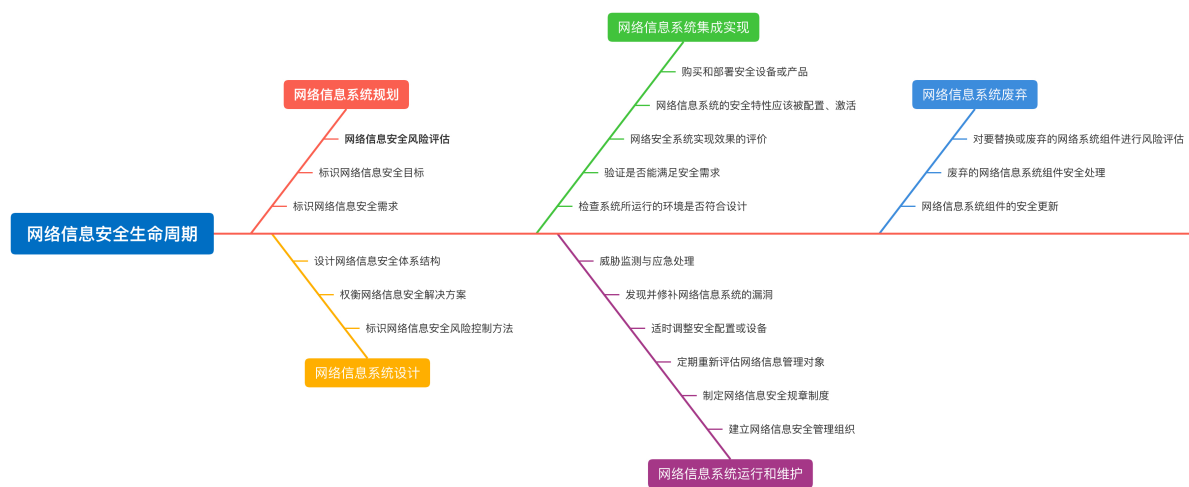 网络信息安全生命周期
网络信息系统规划
网络信息安全风险评估
标识网络信息安全目标
标识网络信息安全需求
设计网络信息安全体系结构
权衡网络信息安全解决方案
标识网络信息安全风险控制方法
网络信息系统设计
网络信息系统集成实现
购买和部署安全设备或产品
网络信息系统的安全特性应该被配置、激活
网络安全系统实现效果的评价
验证是否能满足安全需求
检查系统所运行的环境是否符合设计
威胁监测与应急处理
发现并修补网络信息系统的漏洞
适时调整安全配置或设备
定期重新评估网络信息管理对象
制定网络信息安全规章制度
建立网络信息安全管理组织
网络信息系统运行和维护
网络信息系统废弃
对要替换或废弃的网络系统组件进行风险评估
废弃的网络信息系统组件安全处理
网络信息系统组件的安全更新